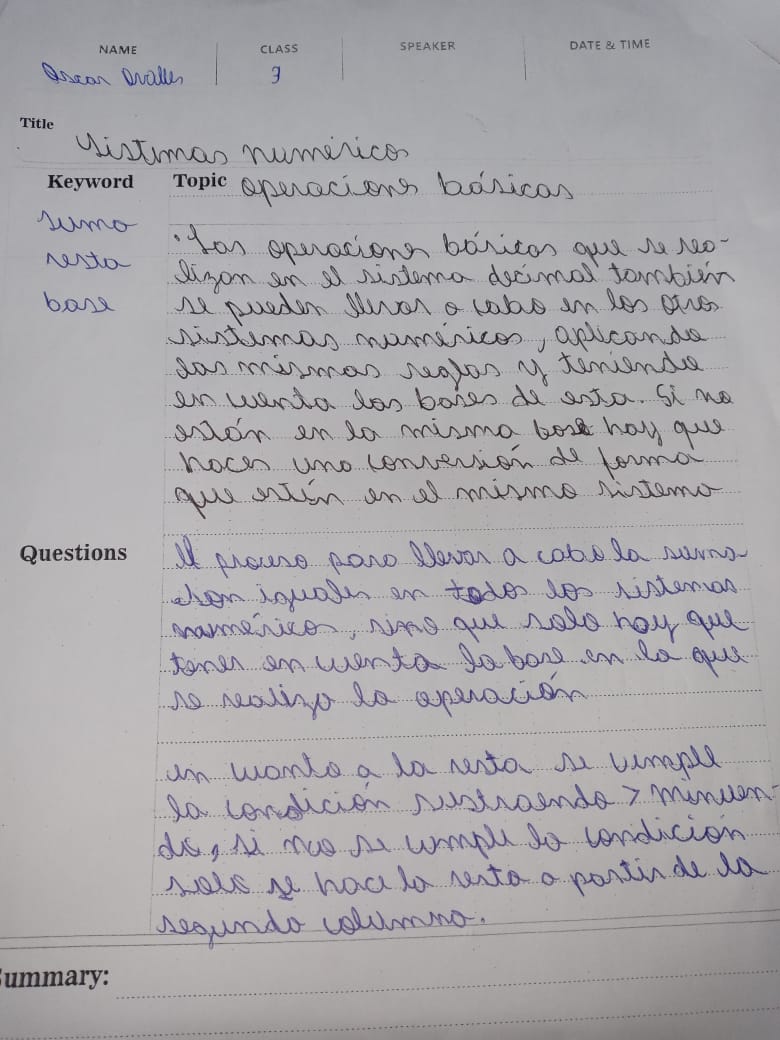 NAME CLASS SPEAKER DATE & TIME
Oscar Ovalles 3
Title
Sistemas numéricos
Keyword Topic operaciones básicas
suma
resta
base
·Las operaciones básicas que se rea-
lizan en el sistema decimal también
se pueden llevar a cabo en los otros
sistemas numéricos, aplicando
las mismas reglas y teniendo
en cuenta las bases de esta. Si no
están en la misma base hay que
hacer una conversión de forma
que estén en el mismo sistema
Questions
El proceso para llevar a cabo la suma
son iguales en todos los sistemas
numéricos, sino que solo hay que
tener en cuenta la base en la que
se realiza la operación
en cuanto a la resta se cumple
la condición sustraendo > minuen-
do, si no se cumple la condición
solo se hace la resta a partir de la
segunda columna.
Summary: